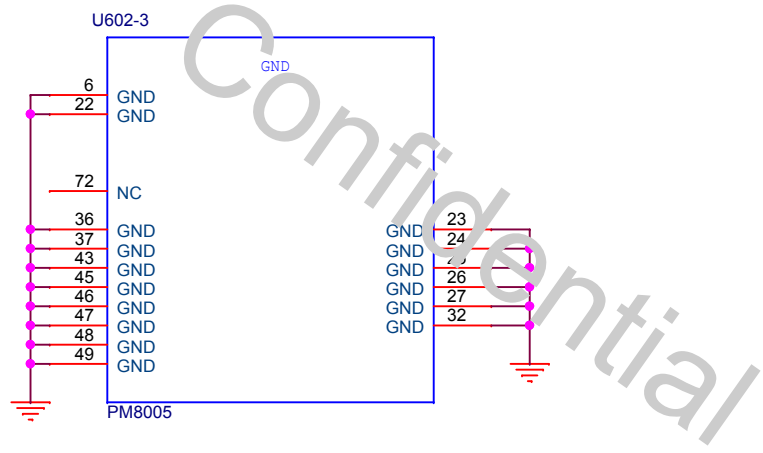 U602-3
GND
6 GND
22 GND
72 NC
36 GND
37 GND
43 GND
45 GND
46 GND
47 GND
48 GND
49 GND
GND 23
GND 24
GND
GND 26
GND 27
GND 32
PM8005
Confidential